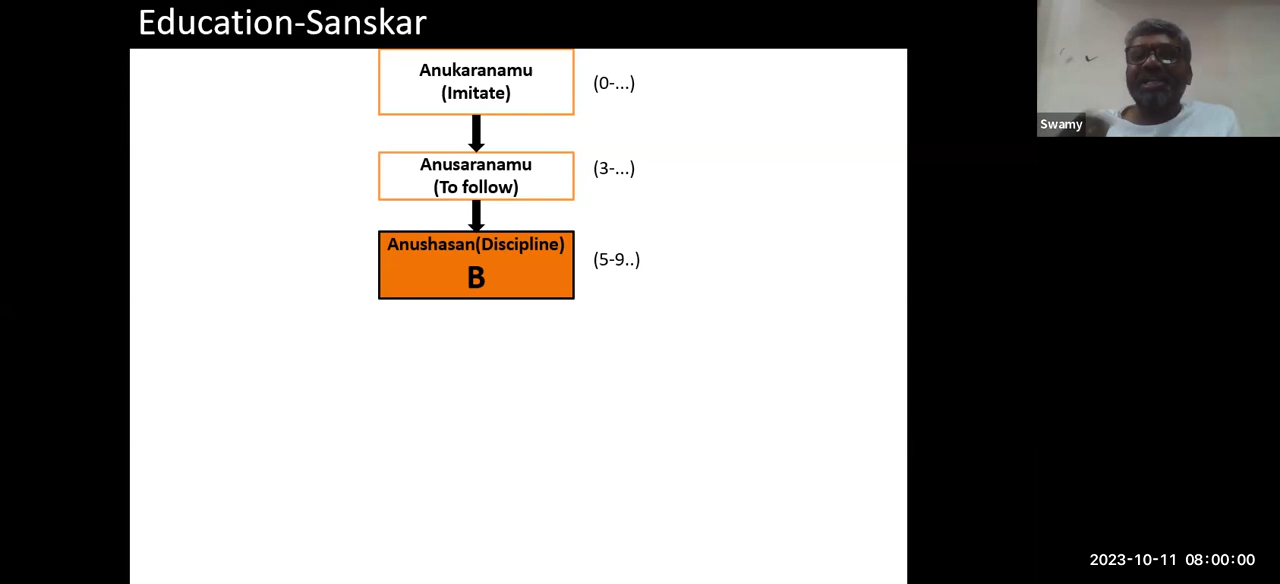 Education-Sanskar
Anukaranamu
(Imitate)
(0-...)
Anusaranamu
(To follow)
(3-...)
Anushasan(Discipline)
B
(5-9..)
Swamy
2023-10-11 08:00:00